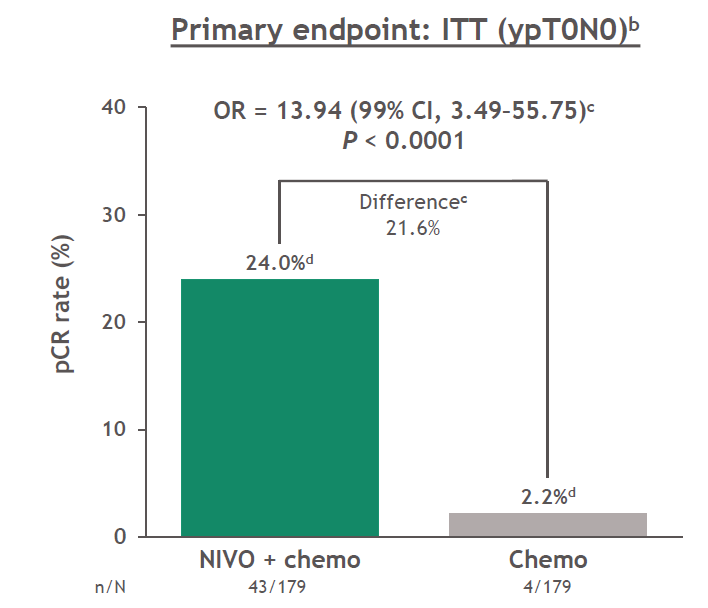 Primary endpoint: ITT (ypT0N0)ᵇ
OR = 13.94 (99% CI, 3.49–55.75)ᶜ
P < 0.0001
Differenceᶜ
21.6%
pCR rate (%)
40
30
20
10
0
24.0%ᵈ
2.2%ᵈ
NIVO + chemo
Chemo
n/N
43/179
4/179